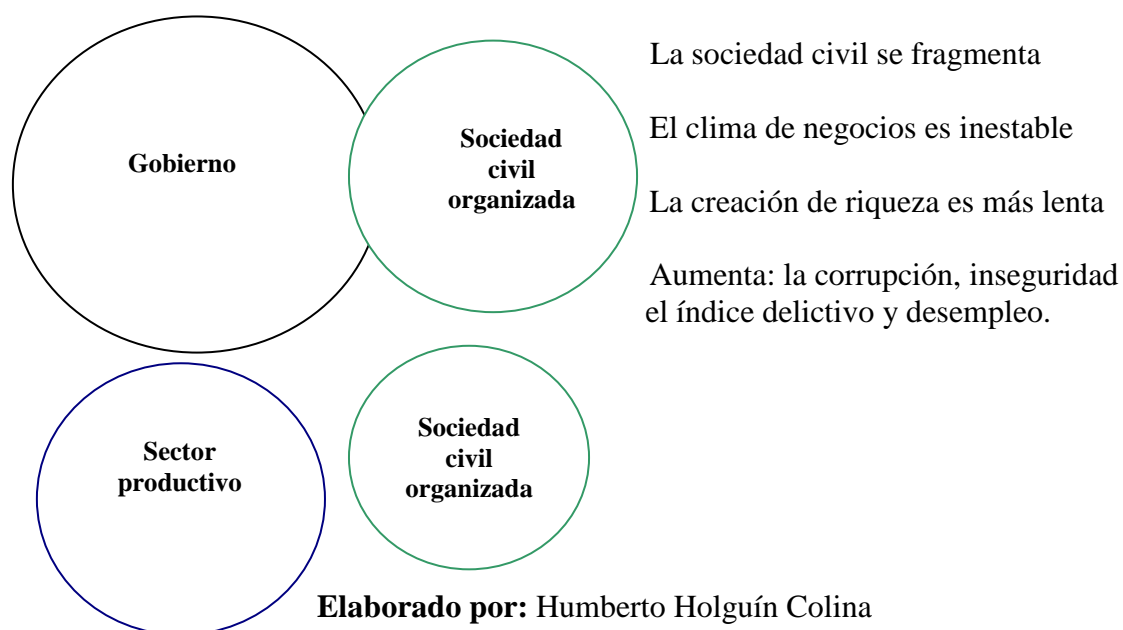 Gobierno
Sociedad
civil
organizada
La sociedad civil se fragmenta
El clima de negocios es inestable
La creación de riqueza es más lenta
Aumenta: la corrupción, inseguridad
el índice delictivo y desempleo.
Sector
productivo
Sociedad
civil
organizada
Elaborado por: Humberto Holguín Colina